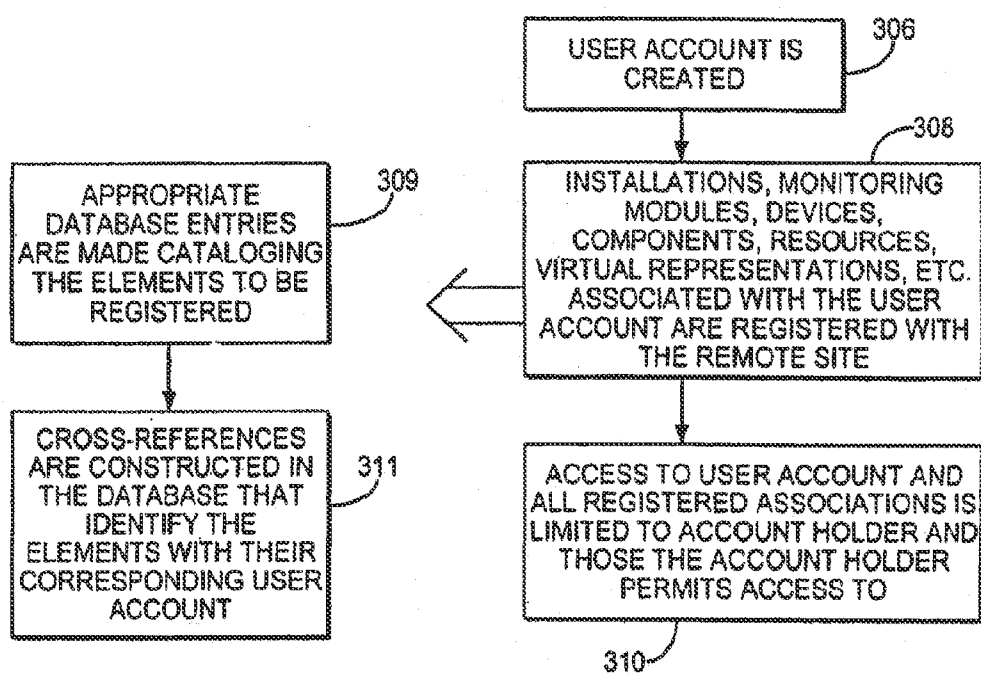 306
USER ACCOUNT IS
CREATED
308
INSTALLATIONS, MONITORING
MODULES, DEVICES,
COMPONENTS, RESOURCES,
VIRTUAL REPRESENTATIONS, ETC.
ASSOCIATED WITH THE USER
ACCOUNT ARE REGISTERED WITH
THE REMOTE SITE
309
APPROPRIATE
DATABASE ENTRIES
ARE MADE CATALOGING
THE ELEMENTS TO BE
REGISTERED
311
CROSS-REFERENCES
ARE CONSTRUCTED IN
THE DATABASE THAT
IDENTIFY THE
ELEMENTS WITH THEIR
CORRESPONDING USER
ACCOUNT
ACCESS TO USER ACCOUNT AND
ALL REGISTERED ASSOCIATIONS IS
LIMITED TO ACCOUNT HOLDER AND
THOSE THE ACCOUNT HOLDER
PERMITS ACCESS TO
310